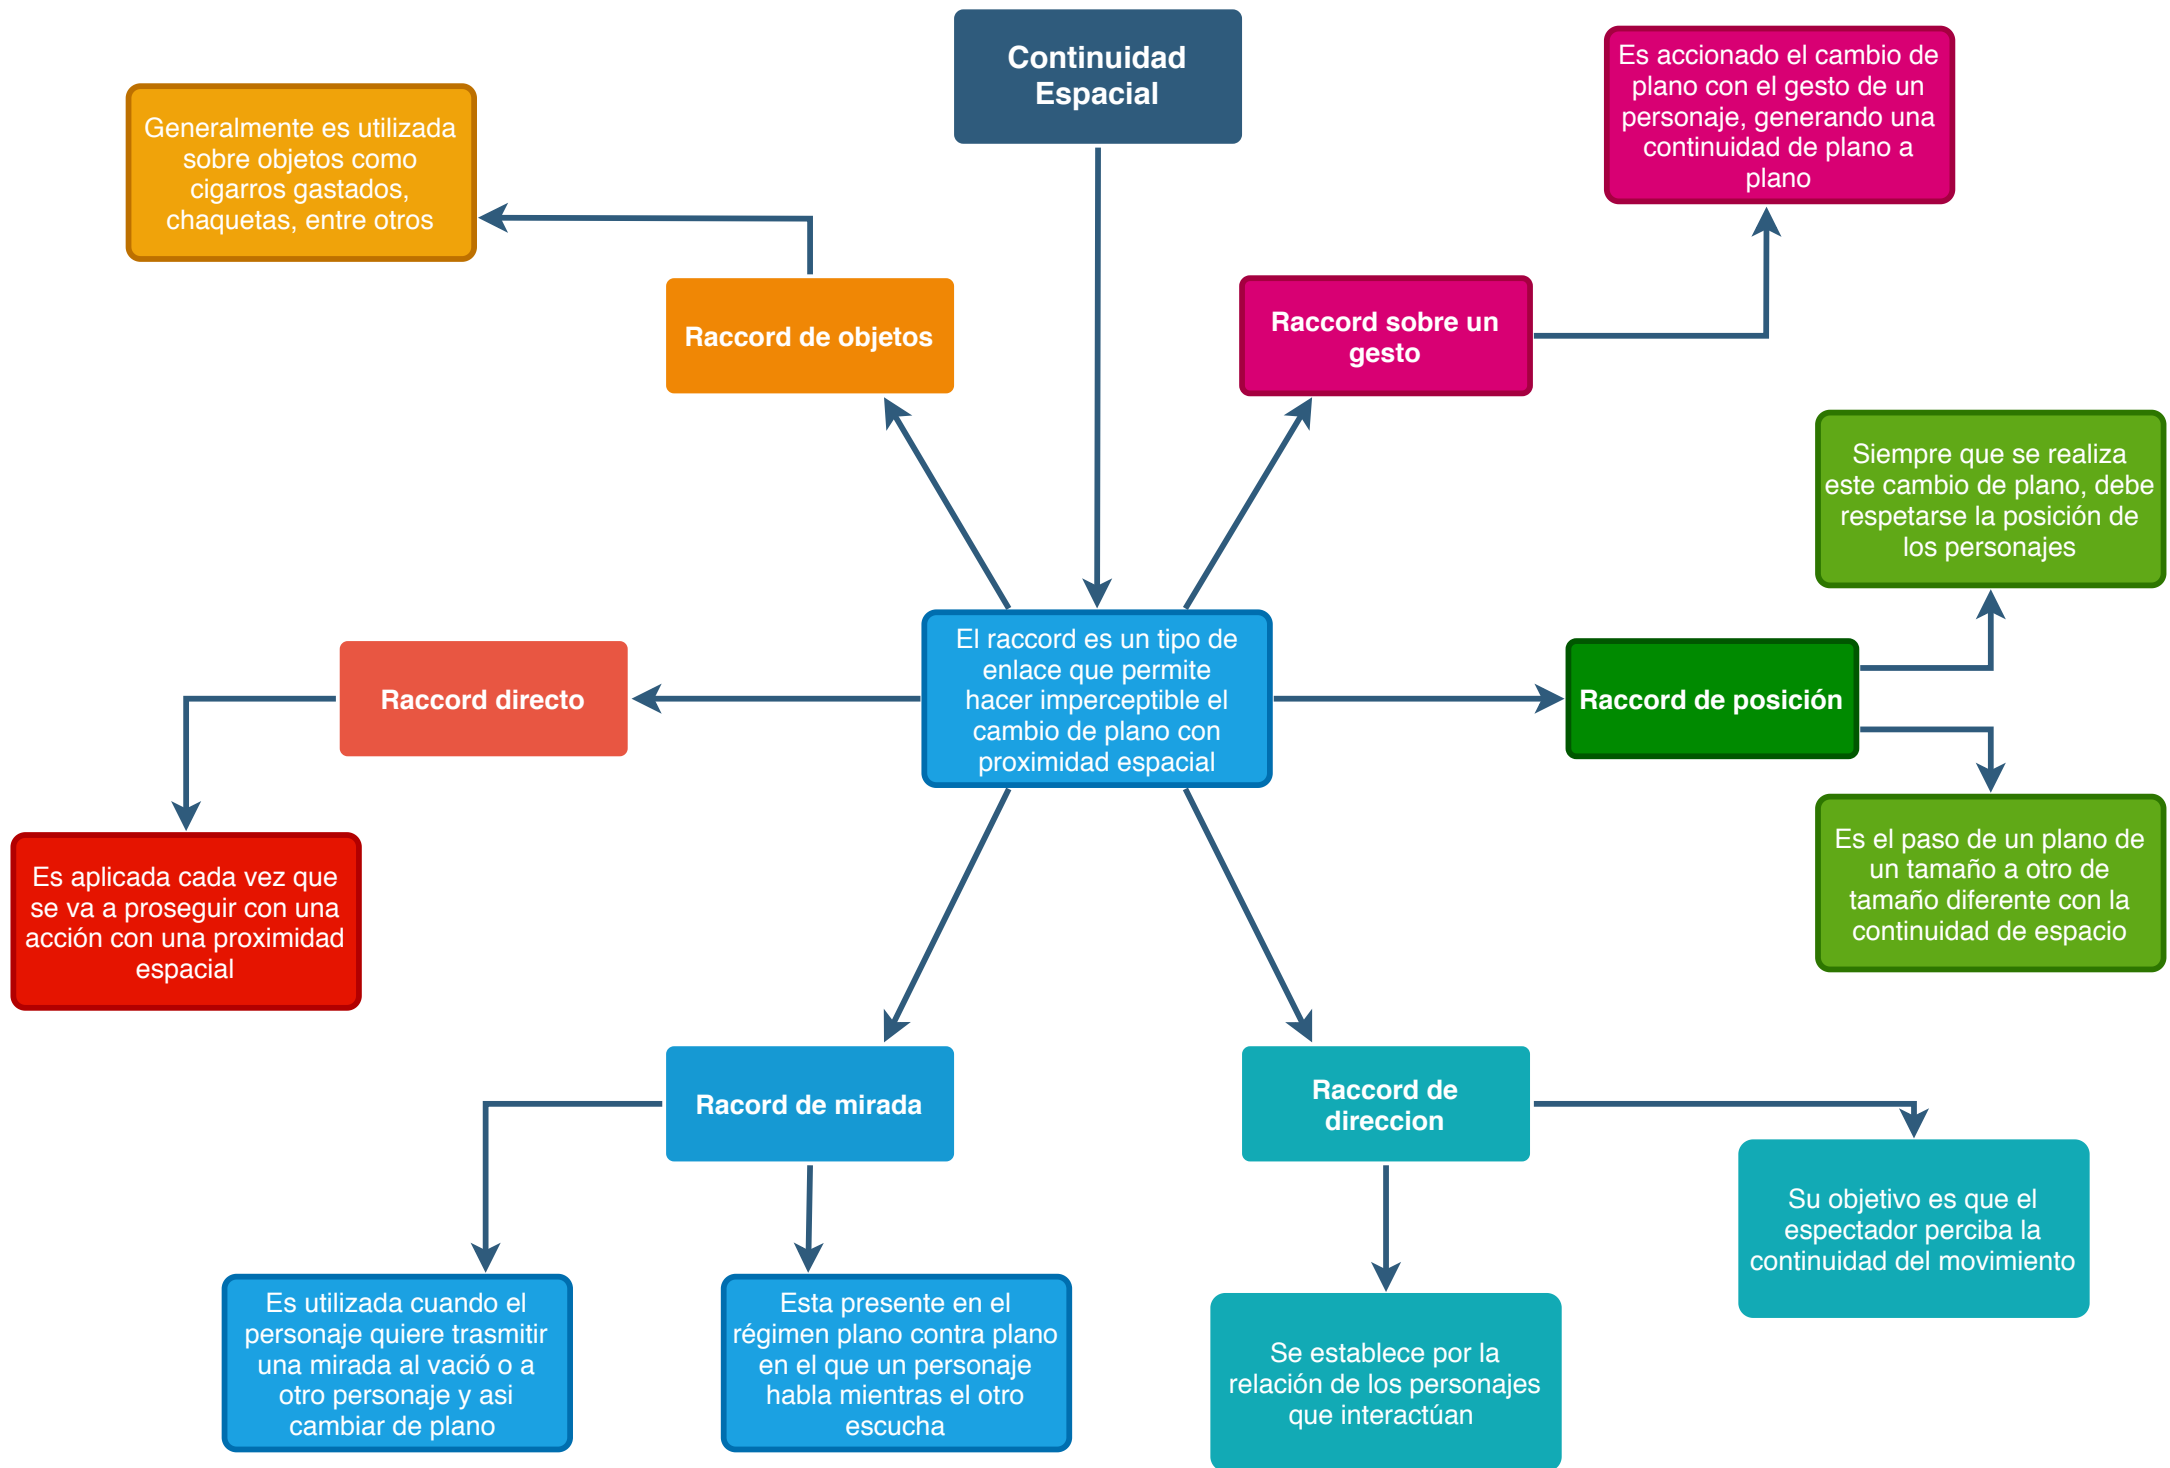 Continuidad
Espacial
Es accionado el cambio de
plano con el gesto de un
personaje, generando una
continuidad de plano a
plano
Generalmente es utilizada
sobre objetos como
cigarros gastados,
chaquetas, entre otros
Raccord de objetos
Raccord sobre un
gesto
Siempre que se realiza
este cambio de plano, debe
respetarse la posición de
los personajes
El raccord es un tipo de
enlace que permite
hacer imperceptible el
cambio de plano con
proximidad espacial
Raccord directo
Raccord de posición
Es aplicada cada vez que
se va a proseguir con una
acción con una proximidad
espacial
Es el paso de un plano de
un tamaño a otro de
tamaño diferente con la
continuidad de espacio
Racord de mirada
Raccord de
direccion
Su objetivo es que el
espectador perciba la
continuidad del movimiento
Es utilizada cuando el
personaje quiere trasmitir
una mirada al vació o a
otro personaje y asi
cambiar de plano
Esta presente en el
régimen plano contra plano
en el que un personaje
habla mientras el otro
escucha
Se establece por la
relación de los personajes
que interactúan